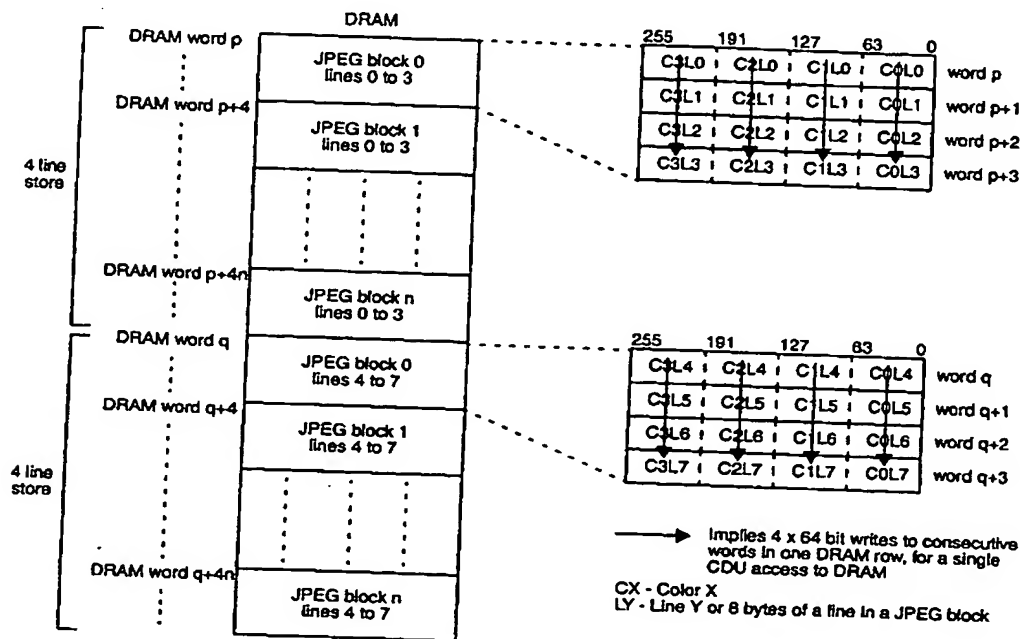 DRAM
DRAM word p
JPEG block 0
lines 0 to 3
DRAM word p+4
JPEG block 1
lines 0 to 3
4 line
store
DRAM word p+4n
JPEG block n
lines 0 to 3
DRAM word q
JPEG block 0
lines 4 to 7
DRAM word q+4
JPEG block 1
lines 4 to 7
4 line
store
DRAM word q+4n
JPEG block n
lines 4 to 7
255 191 127 63 0
C3L0 C2L0 C1L0 C0L0 word p
C3L1 C2L1 C1L1 C0L1 word p+1
C3L2 C2L2 C1L2 C0L2 word p+2
C3L3 C2L3 C1L3 C0L3 word p+3
255 191 127 63 0
C3L4 C2L4 C1L4 C0L4 word q
C3L5 C2L5 C1L5 C0L5 word q+1
C3L6 C2L6 C1L6 C0L6 word q+2
C3L7 C2L7 C1L7 C0L7 word q+3
Implies 4 x 64 bit writes to consecutive
words in one DRAM row, for a single
CDU access to DRAM
CX - Color X
LY - Line Y or 8 bytes of a line in a JPEG block